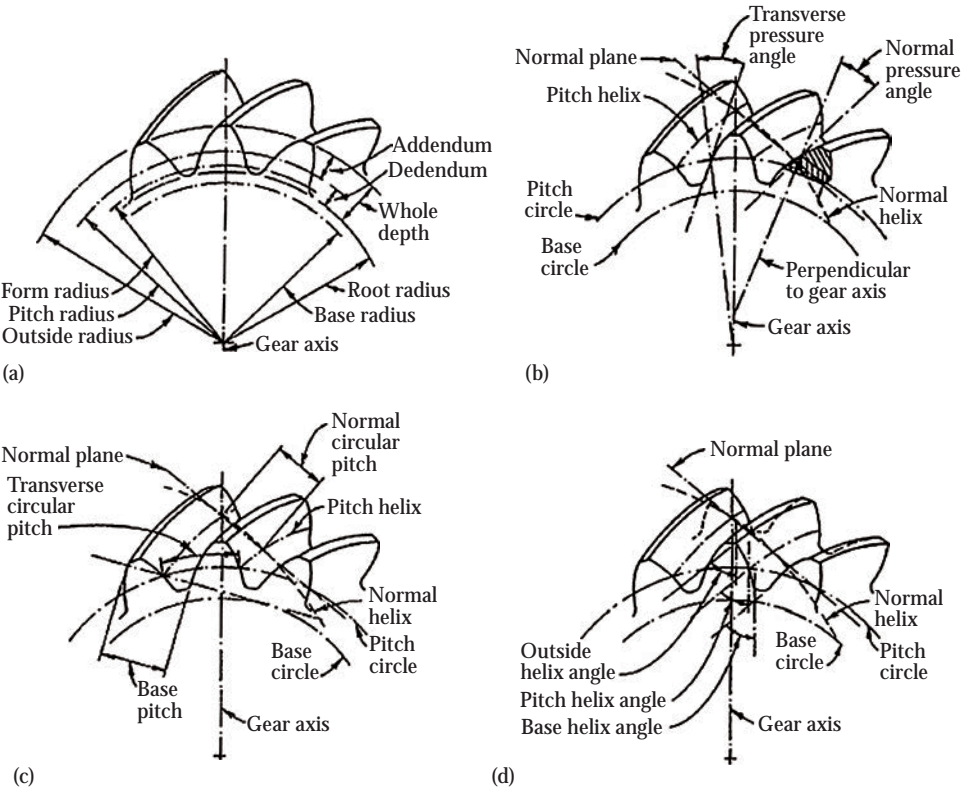 Addendum
Dedendum
Whole
depth
Form radius
Pitch radius
Outside radius
Root radius
Base radius
Gear axis
(a)
Transverse
pressure
angle
Normal plane
Normal
pressure
angle
Pitch helix
Pitch
circle
Base
circle
Normal
helix
Perpendicular
to gear axis
Gear axis
(b)
Normal
circular
pitch
Normal plane
Transverse
circular
pitch
Pitch helix
Normal
helix
Pitch
circle
Base
circle
Base
pitch
Gear axis
(c)
Normal plane
Normal
helix
Base
circle
Pitch
circle
Outside
helix angle
Pitch helix angle
Base helix angle
Gear axis
(d)